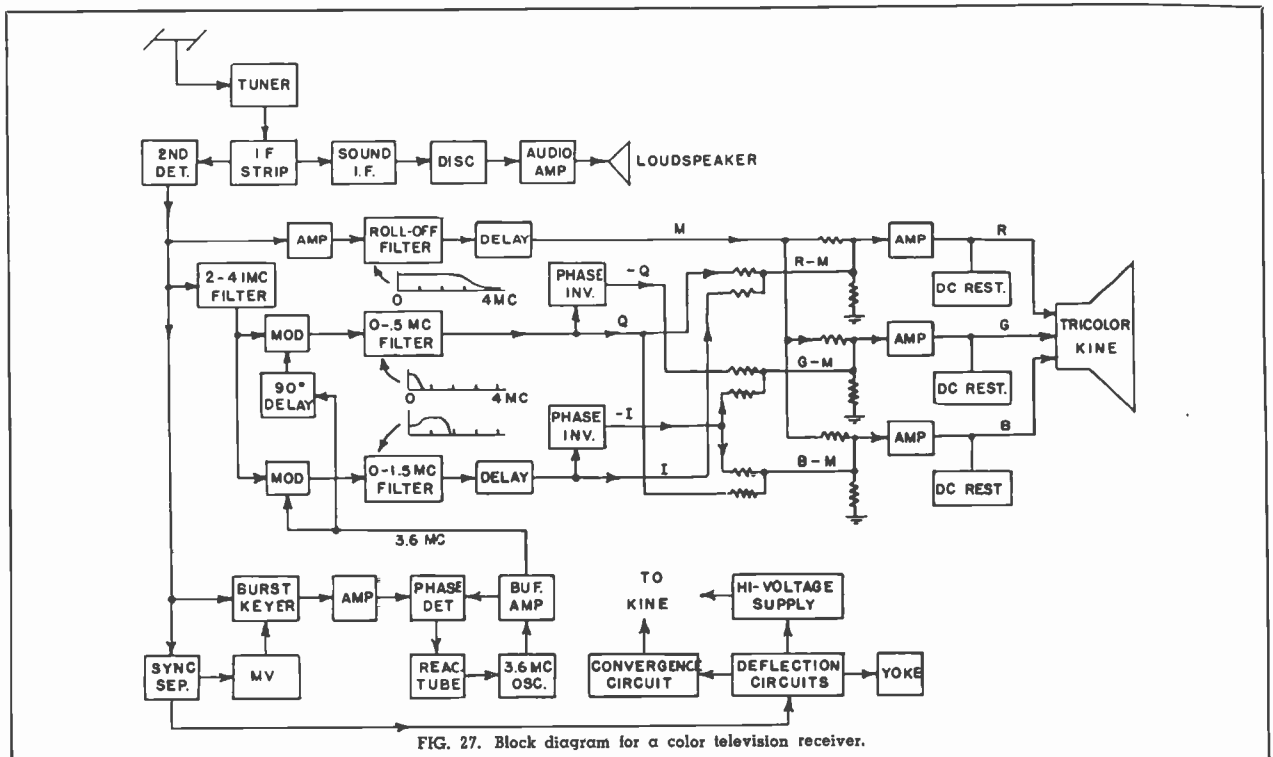 TUNER
2ND
DET.
IF
STRIP
SOUND
I.F.
DISC
AUDIO
AMP
LOUDSPEAKER
AMP
ROLL-OFF
FILTER
DELAY
M
AMP
R
2-4.1MC
FILTER
0
4MC
PHASE
INV.
-Q
R-M
DC REST.
MOD
0-.5 MC
FILTER
Q
TRICOLOR
KINE
90°
DELAY
0
4MC
G-M
AMP
G
DC REST.
PHASE
INV.
-I
MOD
0-1.5MC
FILTER
DELAY
I
B-M
AMP
B
DC REST
3.6 MC
BURST
KEYER
AMP
PHASE
DET
BUF.
AMP
TO
KINE
HI-VOLTAGE
SUPPLY
SYNC
SEP.
MV
REAC.
TUBE
3.6 MC
OSC.
CONVERGENCE
CIRCUIT
DEFLECTION
CIRCUITS
YOKE
FIG. 27. Block diagram for a color television receiver.